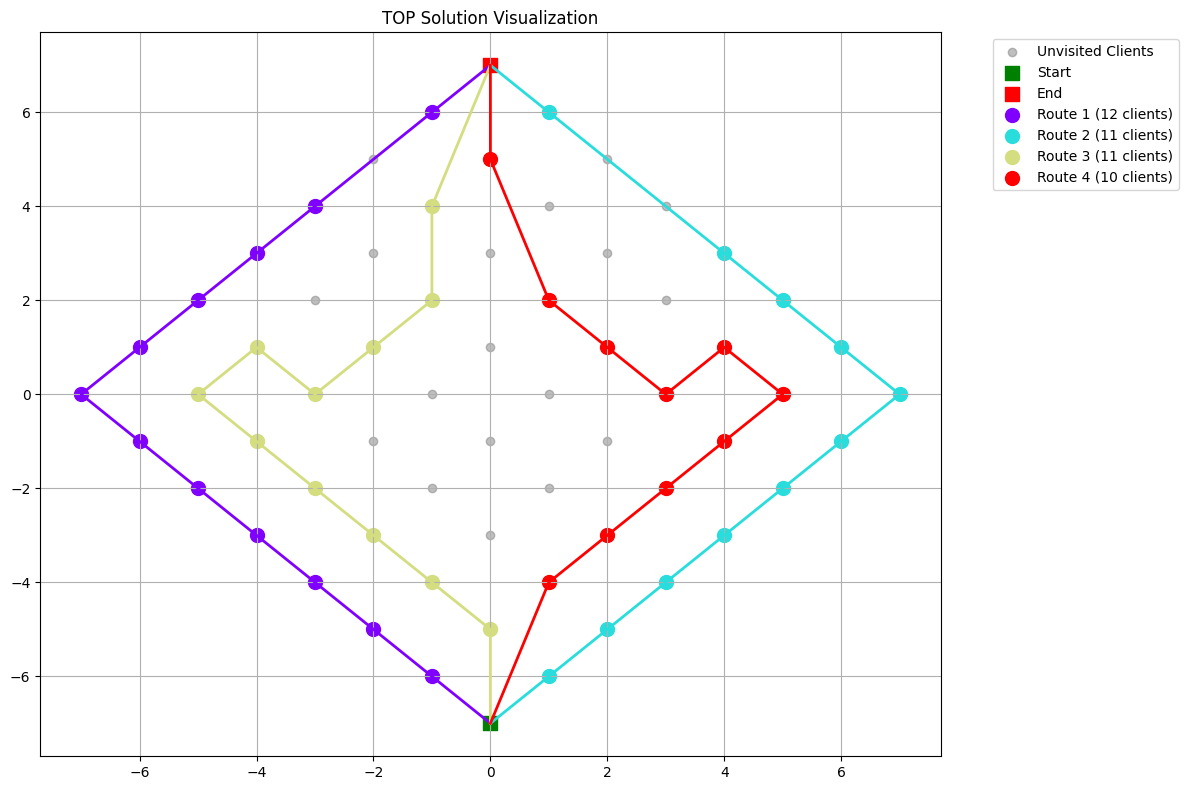 TOP Solution Visualization
Unvisited Clients
Start
End
Route 1 (12 clients)
Route 2 (11 clients)
Route 3 (11 clients)
Route 4 (10 clients)
6
4
2
0
−2
−4
−6
−6 −4 −2 0 2 4 6